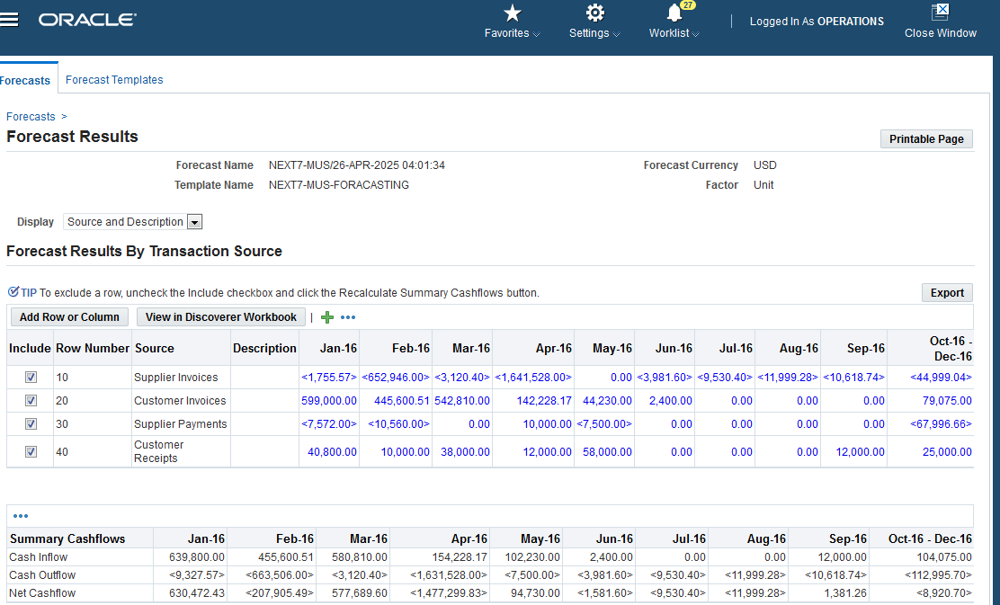 ORACLE®
Favorites
Settings
27
Worklist
Logged In As OPERATIONS
Close Window
Forecasts
Forecast Templates
Forecasts >
Forecast Results
Printable Page
Forecast Name NEXT7-MUS/26-APR-2025 04:01:34 Forecast Currency USD
Template Name NEXT7-MUS-FORACASTING Factor Unit
Display Source and Description
Forecast Results By Transaction Source
TIP To exclude a row, uncheck the Include checkbox and click the Recalculate Summary Cashflows button.
Export
Add Row or Column View in Discoverer Workbook |
Include Row Number Source Description Jan-16 Feb-16 Mar-16 Apr-16 May-16 Jun-16 Jul-16 Aug-16 Sep-16 Oct-16 -
Dec-16
10 Supplier Invoices <1,755.57> <652,946.00> <3,120.40> <1,641,528.00> 0.00 <3,981.60> <9,530.40> <11,999.28> <10,618.74> <44,999.04>
20 Customer Invoices 599,000.00 445,600.51 542,810.00 142,228.17 44,230.00 2,400.00 0.00 0.00 0.00 79,075.00
30 Supplier Payments <7,572.00> <10,560.00> 0.00 10,000.00 <7,500.00> 0.00 0.00 0.00 0.00 <67,996.66>
40 Customer
Receipts 40,800.00 10,000.00 38,000.00 12,000.00 58,000.00 0.00 0.00 0.00 12,000.00 25,000.00
Summary Cashflows Jan-16 Feb-16 Mar-16 Apr-16 May-16 Jun-16 Jul-16 Aug-16 Sep-16 Oct-16 - Dec-16
Cash Inflow 639,800.00 455,600.51 580,810.00 154,228.17 102,230.00 2,400.00 0.00 0.00 12,000.00 104,075.00
Cash Outflow <9,327.57> <663,506.00> <3,120.40> <1,631,528.00> <7,500.00> <3,981.60> <9,530.40> <11,999.28> <10,618.74> <112,995.70>
Net Cashflow 630,472.43 <207,905.49> 577,689.60 <1,477,299.83> 94,730.00 <1,581.60> <9,530.40> <11,999.28> 1,381.26 <8,920.70>